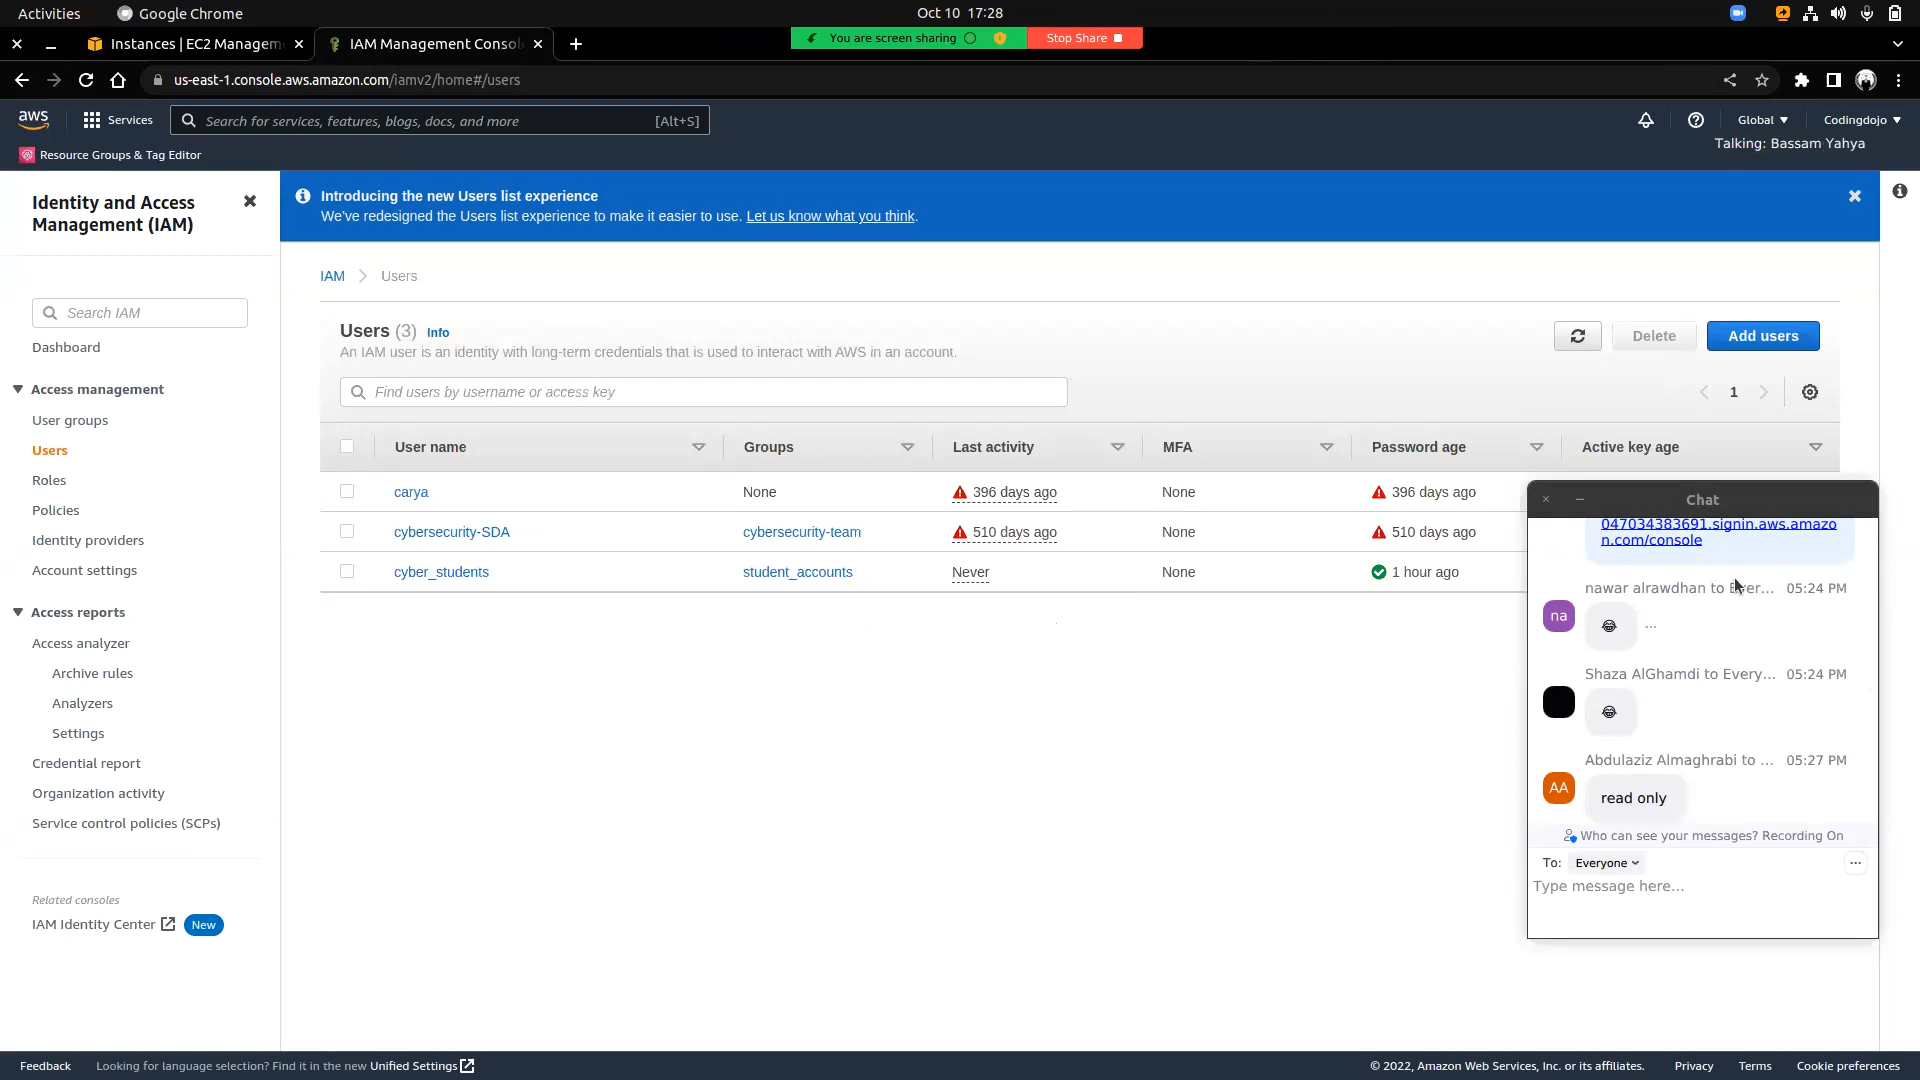 Activities
Google Chrome
Oct 10 17:28
Instances | EC2 Managem
IAM Management Consol
You are screen sharing
Stop Share
us-east-1.console.aws.amazon.com/iamv2/home#/users
aws
Services
Search for services, features, blogs, docs, and more
[Alt+S]
Global
Codingdojo
Talking: Bassam Yahya
Resource Groups & Tag Editor
Identity and Access
Management (IAM)
Search IAM
Dashboard
Access management
User groups
Users
Roles
Policies
Identity providers
Account settings
Access reports
Access analyzer
Archive rules
Analyzers
Settings
Credential report
Organization activity
Service control policies (SCPs)
Related consoles
IAM Identity Center New
Introducing the new Users list experience
We've redesigned the Users list experience to make it easier to use. Let us know what you think.
IAM
Users
Users (3) Info
An IAM user is an identity with long-term credentials that is used to interact with AWS in an account.
Delete
Add users
Find users by username or access key
1
User name Groups Last activity MFA Password age Active key age
carya None 396 days ago None 396 days ago
cybersecurity-SDA cybersecurity-team 510 days ago None 510 days ago
cyber_students student_accounts Never None 1 hour ago
Chat
047034383691.signin.aws.amazo
n.com/console
nawar alrawdhan to Ever... 05:24 PM
na
😂
...
Shaza AlGhamdi to Every... 05:24 PM
😂
Abdulaziz Almaghrabi to ... 05:27 PM
AA
read only
Who can see your messages? Recording On
To: Everyone
...
Type message here...
Feedback
Looking for language selection? Find it in the new Unified Settings
© 2022, Amazon Web Services, Inc. or its affiliates.
Privacy
Terms
Cookie preferences